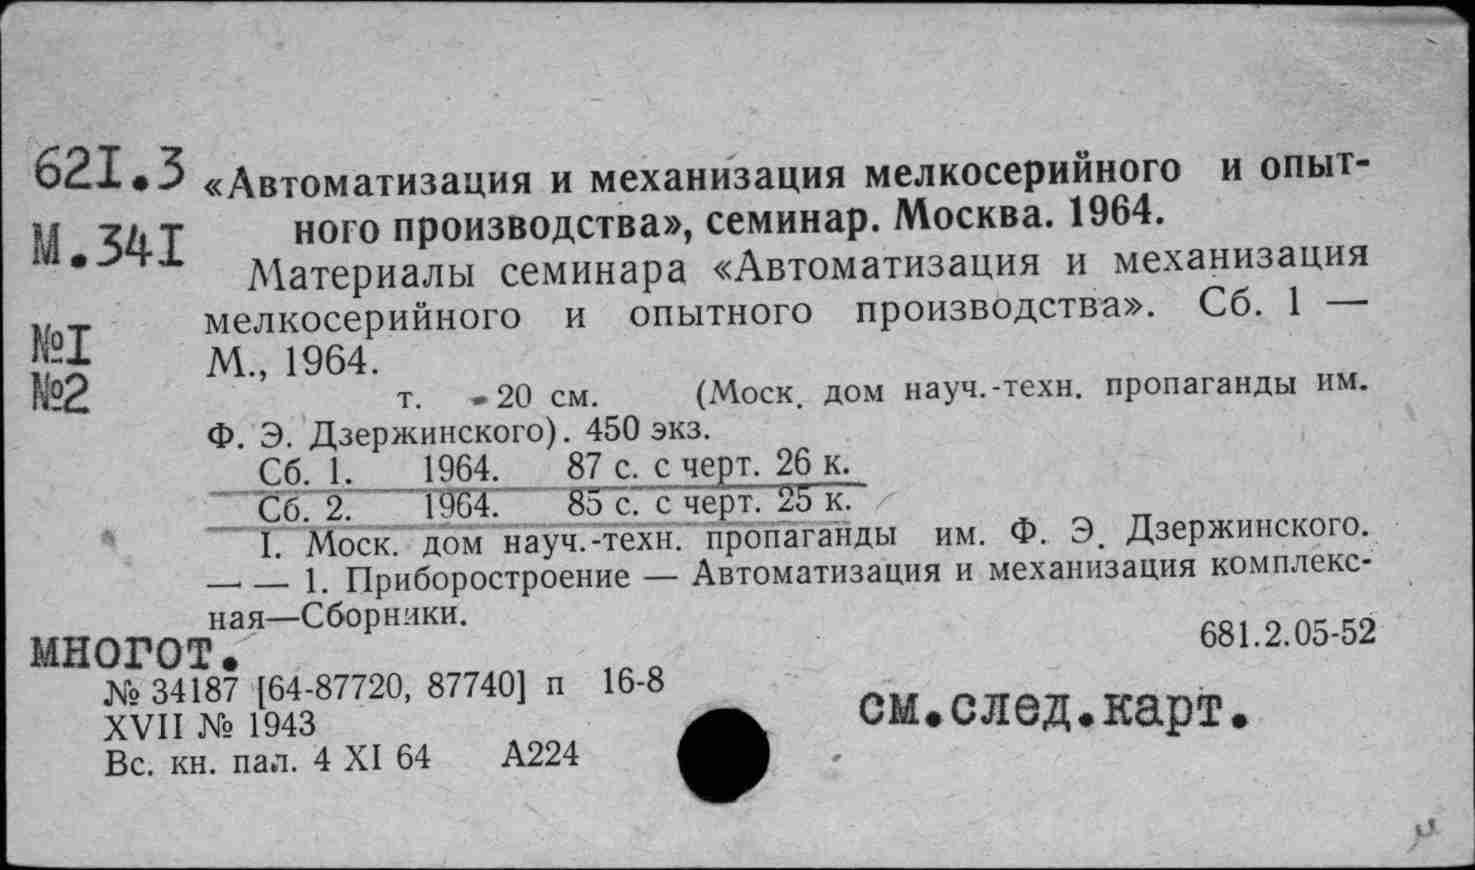 621.3 «Автоматизация и механизация мелкосерийного и опыт-
М.341 ного производства», семинар. Москва. 1964.
Материалы семинара «Автоматизация и механизация
мелкосерийного и опытного производства». Сб. 1 —
№1 М., 1964.
№2 т. 20 см. (Моск. дом науч.-техн. пропаганды им.
Ф. Э. Дзержинского). 450 экз.
Сб. 1. 1964. 87 с. с черт. 26 к.
Сб. 2. 1964. 85 с. с черт. 25 к.
I. Моск. дом науч.-техн. пропаганды им. Ф. Э. Дзержинского.
— — 1. Приборостроение — Автоматизация и механизация комплекс-
ная—Сборники.
681.2.05-52
многот.
№ 34187 [64-87720, 87740] п 16-8
см.след.карт.
XVII № 1943
Вс. кн. пал. 4 XI 64 А224